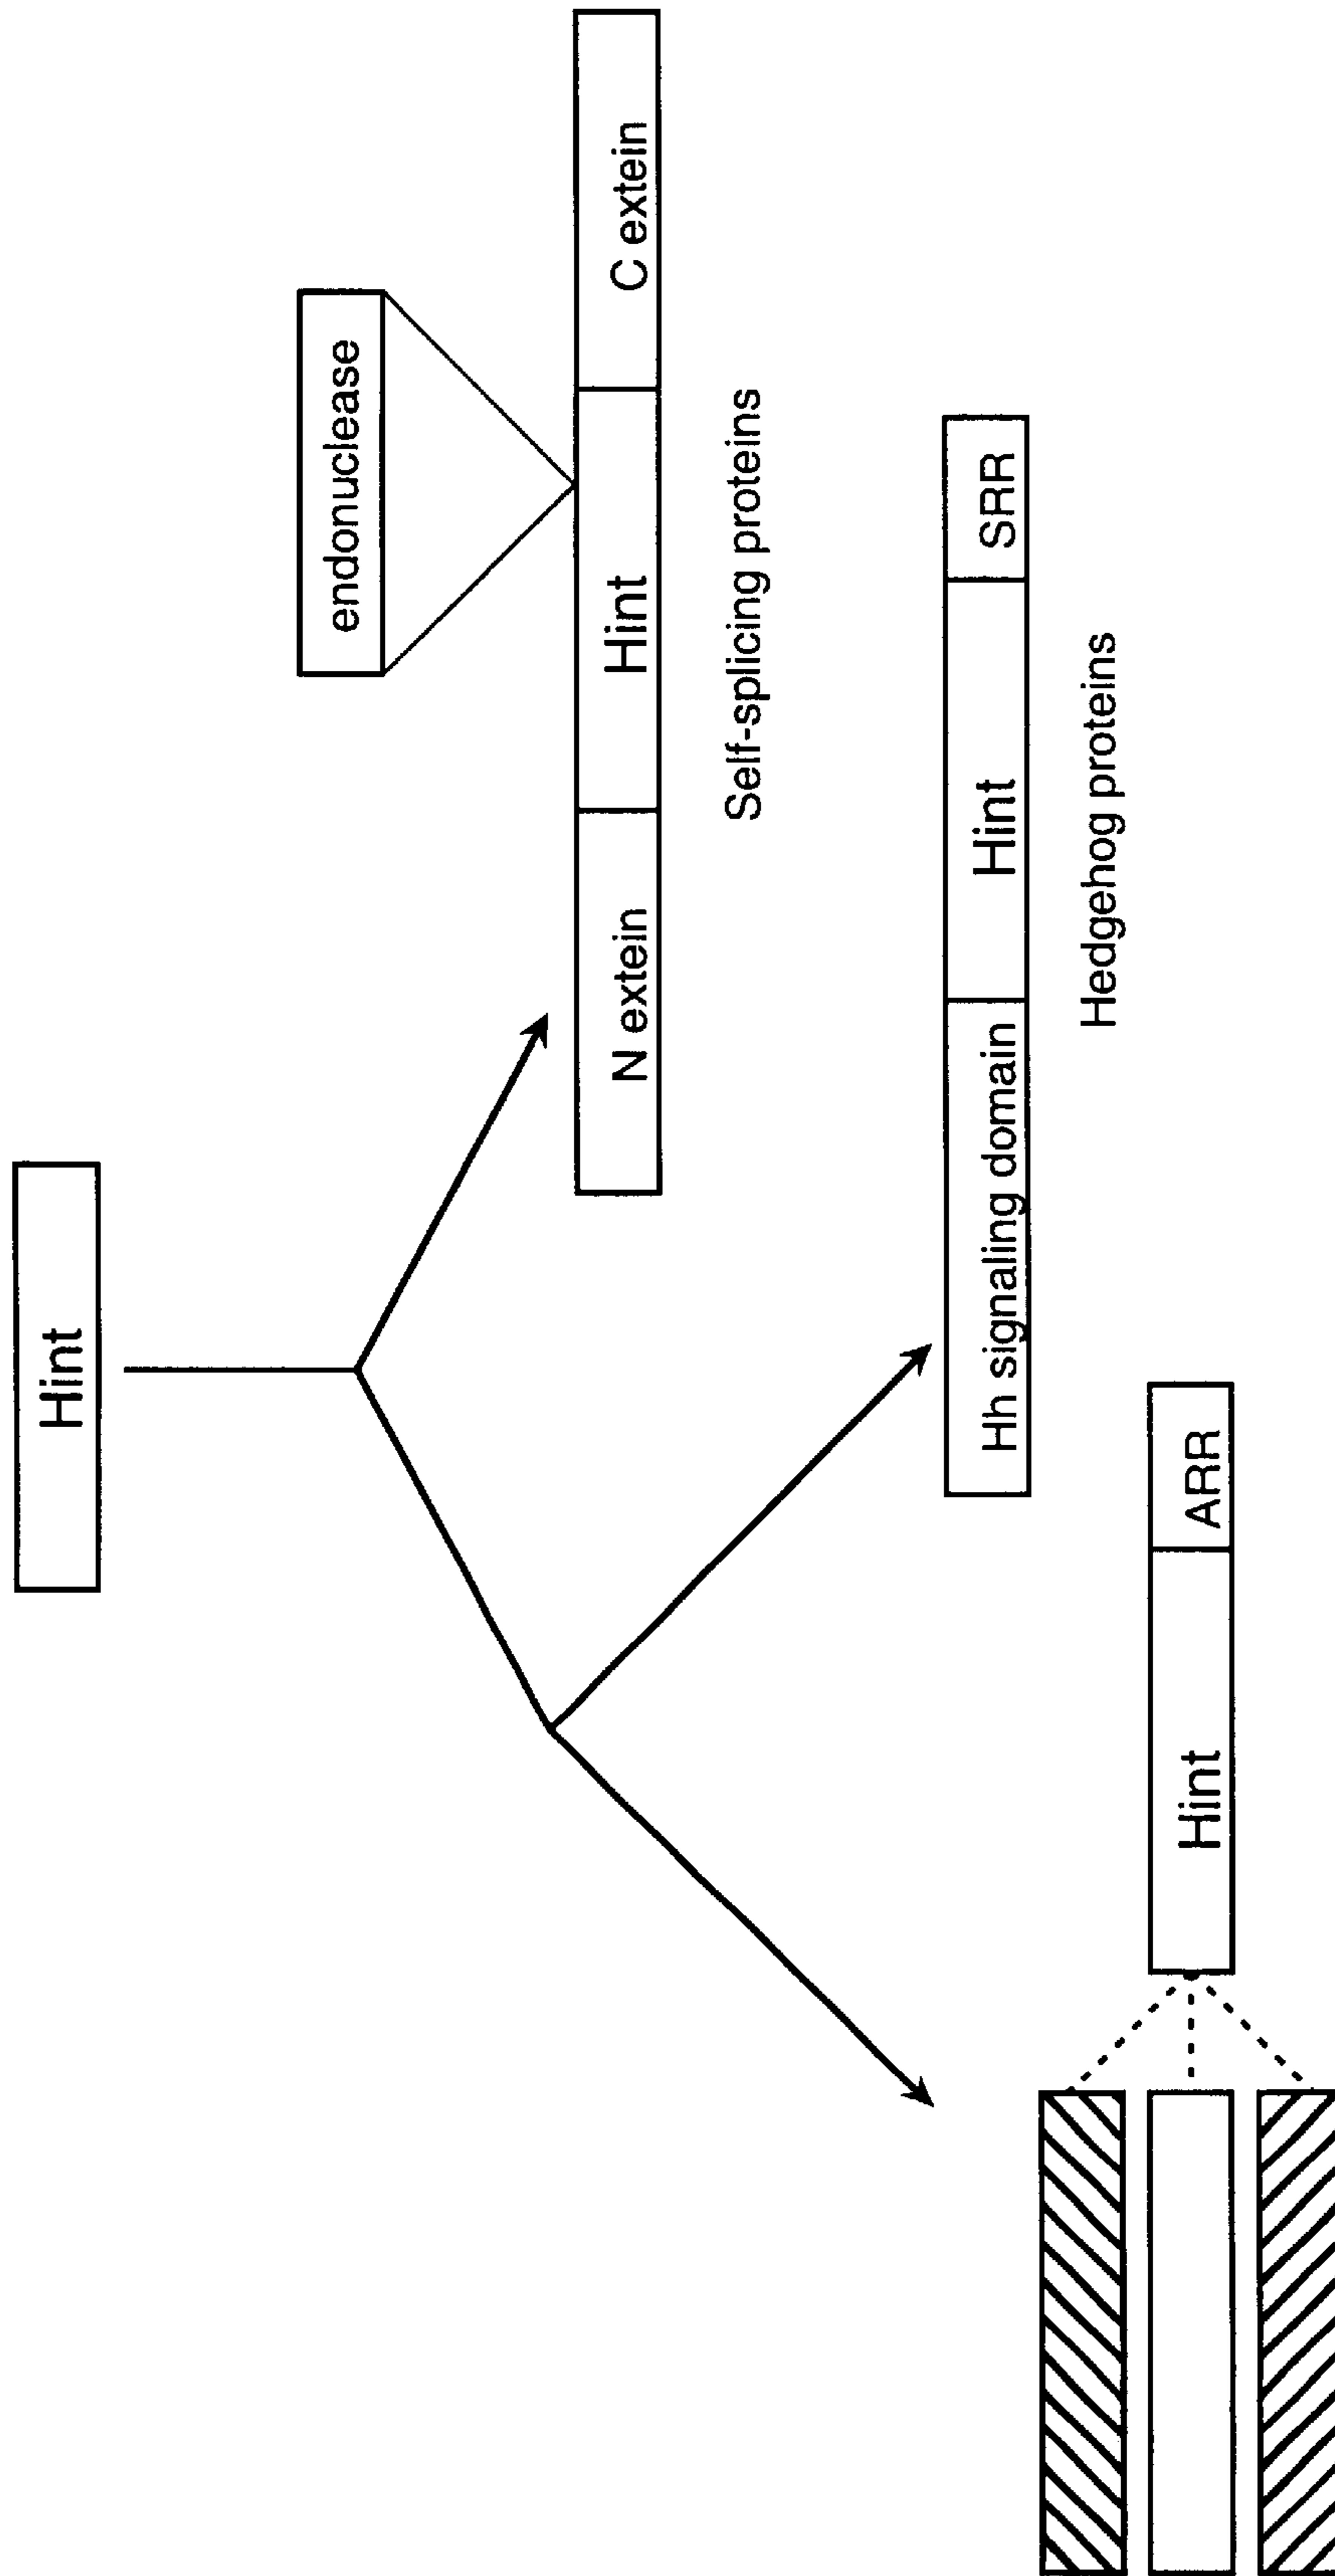 Hint
endonuclease
N extein
Hint
C extein
Self-splicing proteins
Hh signaling domain
Hint
SRR
Hedgehog proteins
Hint
ARR